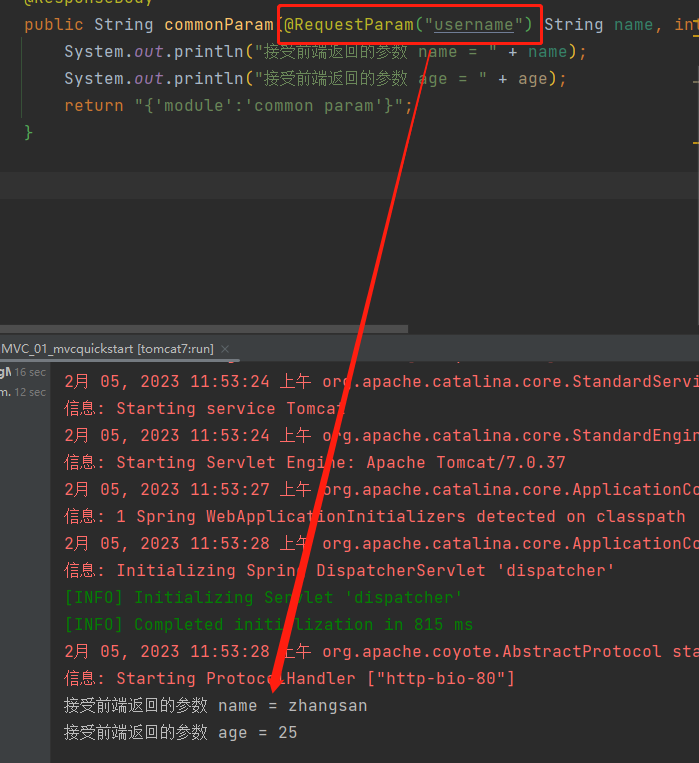 @ResponseBody
public String commonParam(@RequestParam("username") String name, int
System.out.println("接受前端返回的参数 name = " + name);
System.out.println("接受前端返回的参数 age = " + age);
return "{'module':'common param'}";
}
MVC_01_mvcquickstart [tomcat7:run] ×
16 sec
12 sec
2月 05, 2023 11:53:24 上午 org.apache.catalina.core.StandardServi
信息: Starting service Tomcat
2月 05, 2023 11:53:24 上午 org.apache.catalina.core.StandardEngin
信息: Starting Servlet Engine: Apache Tomcat/7.0.37
2月 05, 2023 11:53:27 上午 org.apache.catalina.core.ApplicationCo
信息: 1 Spring WebApplicationInitializers detected on classpath
2月 05, 2023 11:53:28 上午 org.apache.catalina.core.ApplicationCo
信息: Initializing Spring DispatcherServlet 'dispatcher'
[INFO] Initializing Servlet 'dispatcher'
[INFO] Completed initialization in 815 ms
2月 05, 2023 11:53:28 上午 org.apache.coyote.AbstractProtocol sta
信息: Starting ProtocolHandler ["http-bio-80"]
接受前端返回的参数 name = zhangsan
接受前端返回的参数 age = 25